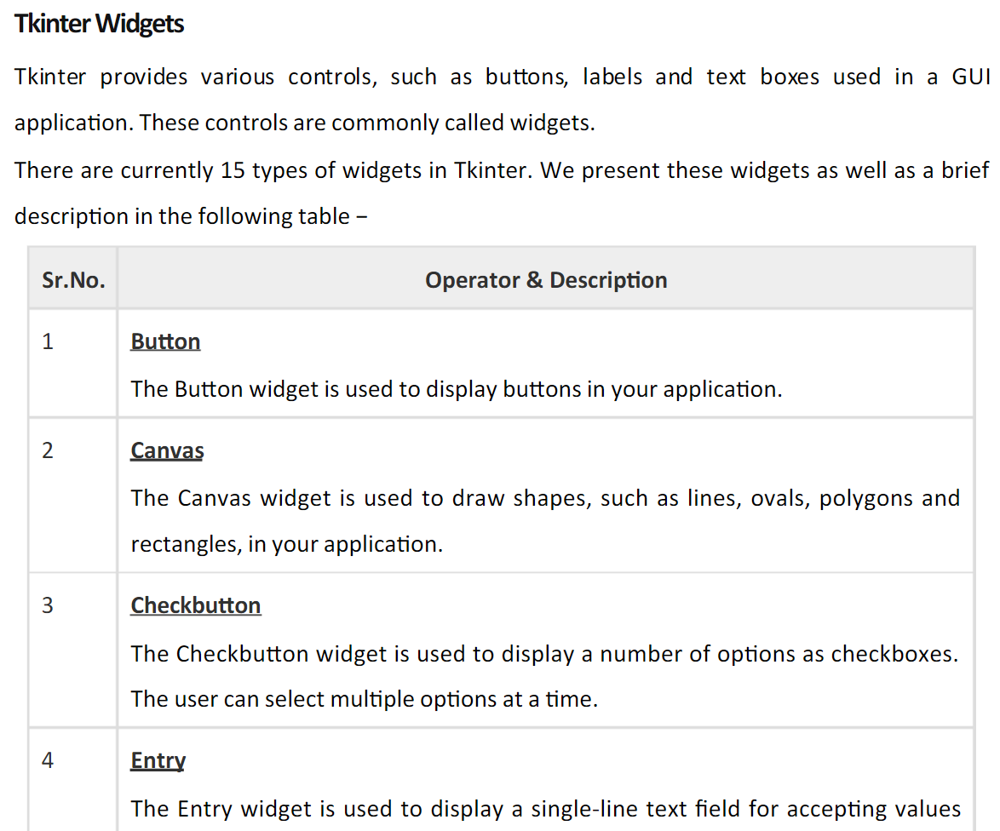 Tkinter Widgets
Tkinter provides various controls, such as buttons, labels and text boxes used in a GUI
application. These controls are commonly called widgets.
There are currently 15 types of widgets in Tkinter. We present these widgets as well as a brief
description in the following table −
Sr.No. Operator & Description
1 Button
The Button widget is used to display buttons in your application.
2 Canvas
The Canvas widget is used to draw shapes, such as lines, ovals, polygons and
rectangles, in your application.
3 Checkbutton
The Checkbutton widget is used to display a number of options as checkboxes.
The user can select multiple options at a time.
4 Entry
The Entry widget is used to display a single-line text field for accepting values